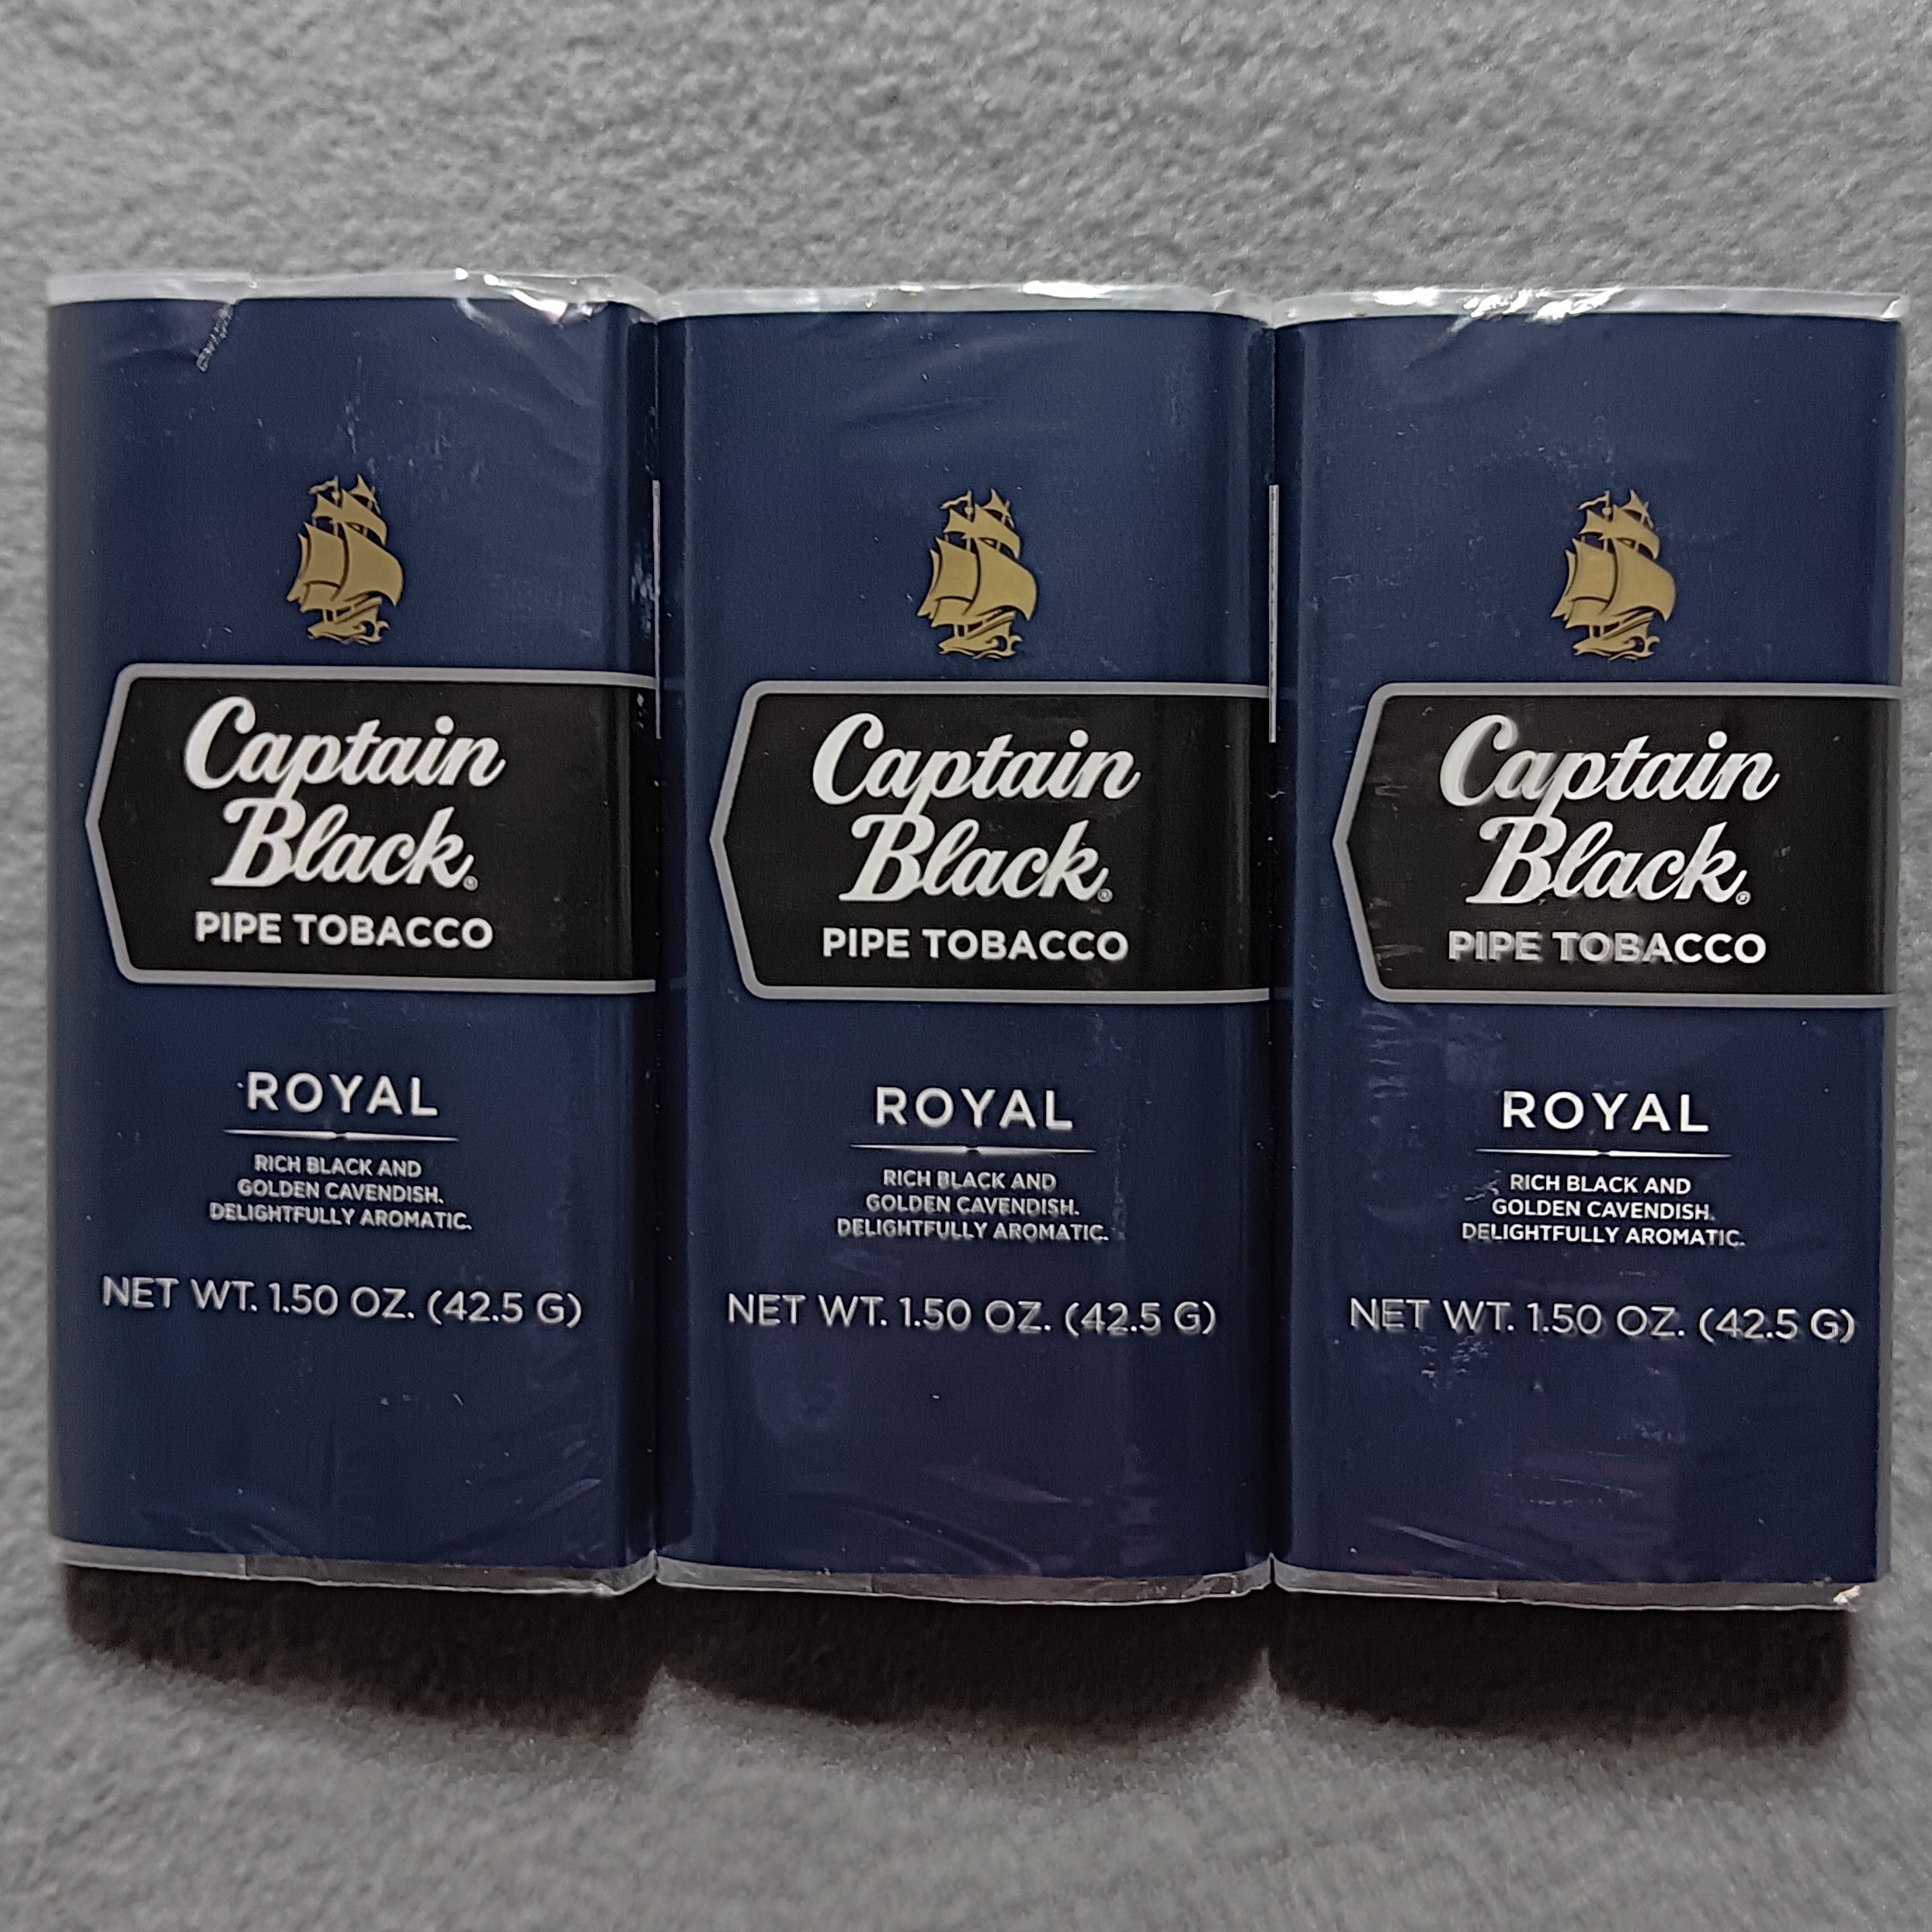 Captain
Black®
PIPE TOBACCO
ROYAL
RICH BLACK AND
GOLDEN CAVENDISH.
DELIGHTFULLY AROMATIC.
NET WT. 1.50 OZ. (42.5 G)
Captain
Black®
PIPE TOBACCO
ROYAL
RICH BLACK AND
GOLDEN CAVENDISH.
DELIGHTFULLY AROMATIC.
NET WT. 1.50 OZ. (42.5 G)
Captain
Black®
PIPE TOBACCO
ROYAL
RICH BLACK AND
GOLDEN CAVENDISH.
DELIGHTFULLY AROMATIC.
NET WT. 1.50 OZ. (42.5 G)